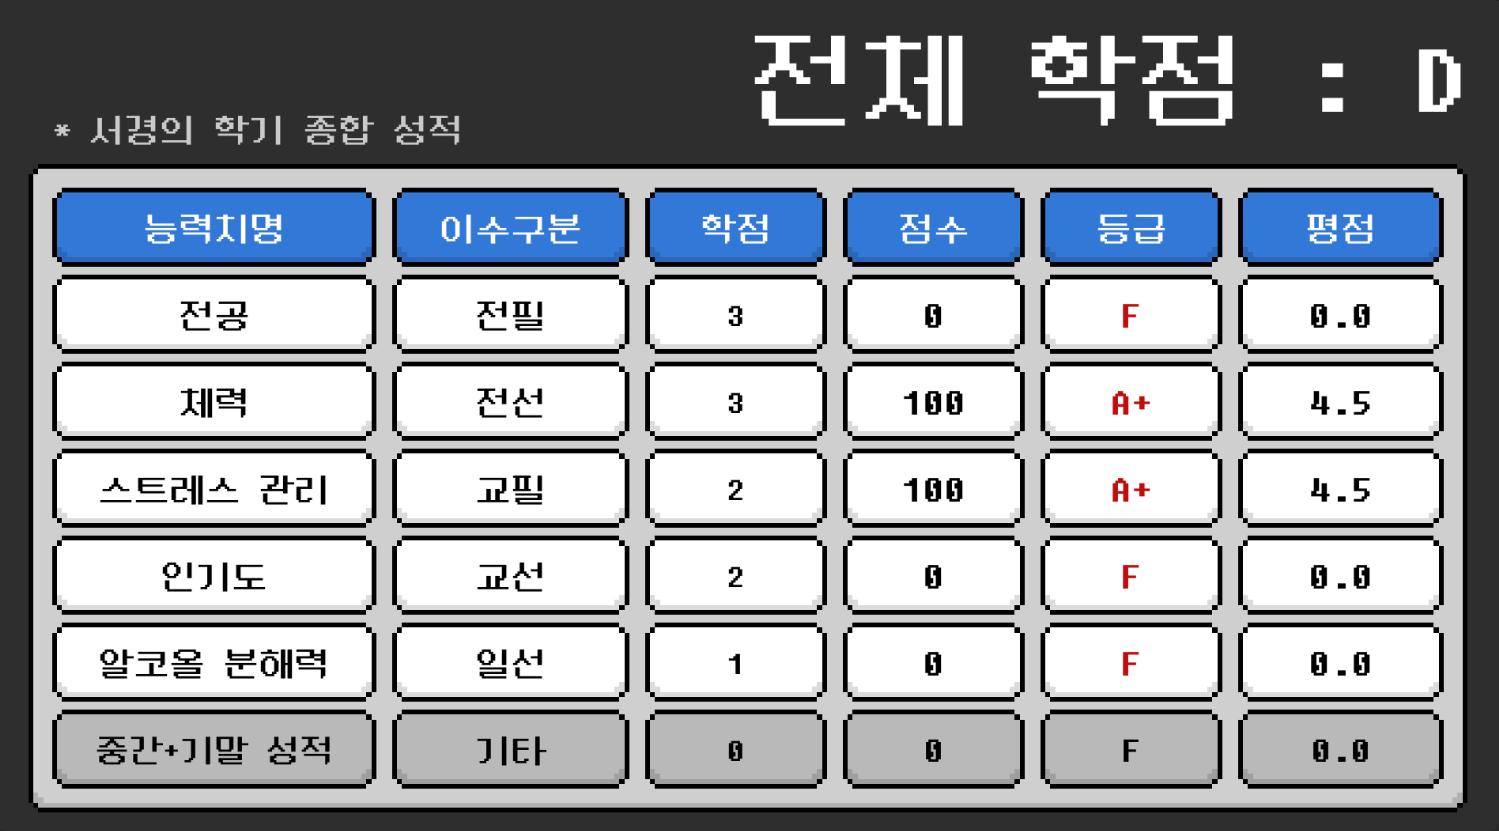 전체 학점 : D
* 서경의 학기 종합 성적
능력치명 이수구분 학점 점수 등급 평점
전공 전필 3 0 F 0.0
체력 전선 3 100 A+ 4.5
스트레스 관리 교필 2 100 A+ 4.5
인기도 교선 2 0 F 0.0
알코올 분해력 일선 1 0 F 0.0
중간+기말 성적 기타 0 0 F 0.0